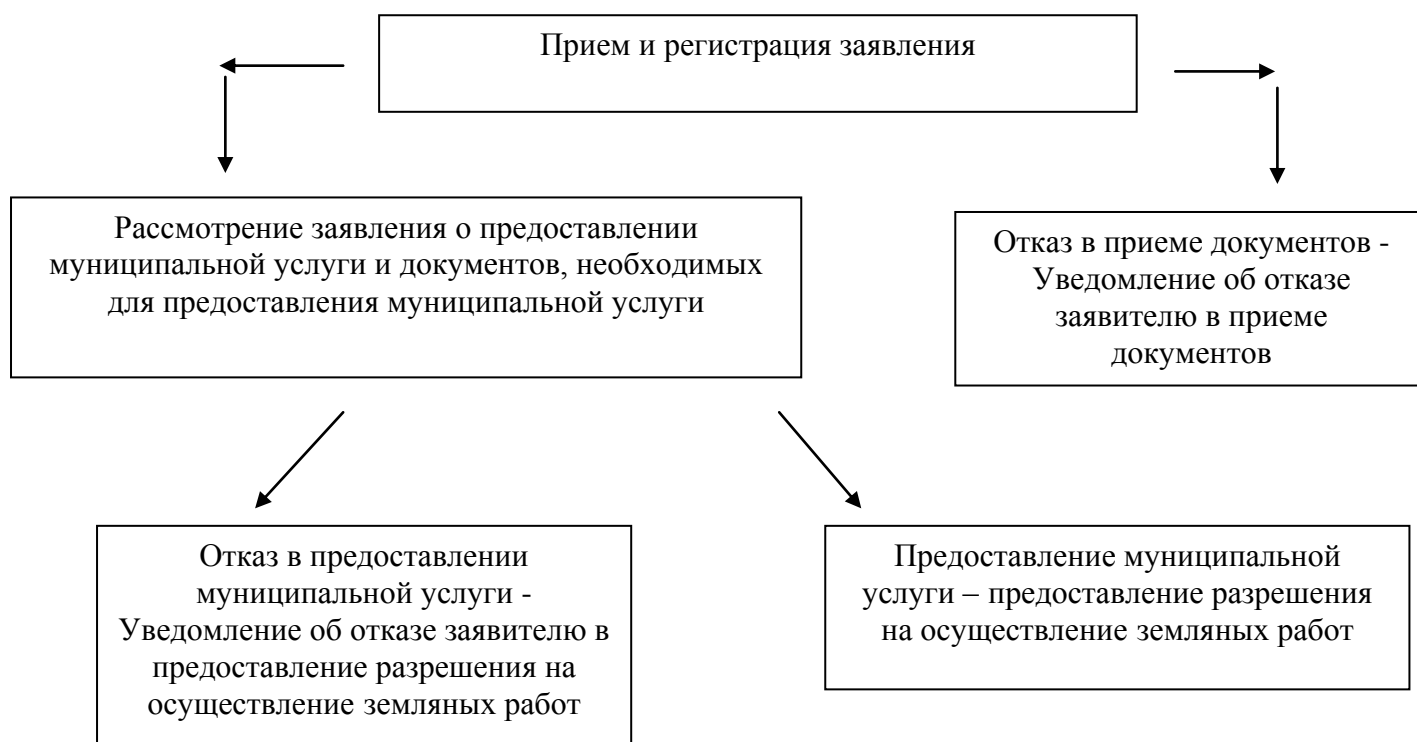 Прием и регистрация заявления
Рассмотрение заявления о предоставлении
муниципальной услуги и документов, необходимых
для предоставления муниципальной услуги
Отказ в приеме документов -
Уведомление об отказе
заявителю в приеме
документов
Отказ в предоставлении
муниципальной услуги -
Уведомление об отказе заявителю в
предоставление разрешения на
осуществление земляных работ
Предоставление муниципальной
услуги – предоставление разрешения
на осуществление земляных работ